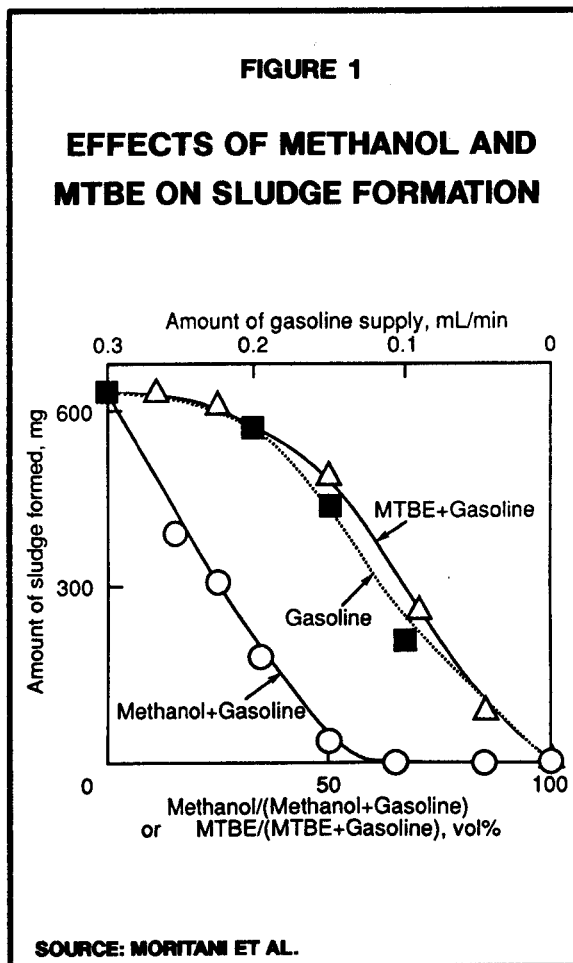 FIGURE 1
EFFECTS OF METHANOL AND
MTBE ON SLUDGE FORMATION
Amount of gasoline supply, mL/min
0.3 0.2 0.1 0
Amount of sludge formed, mg
600
300
0
MTBE+Gasoline
Gasoline
Methanol+Gasoline
50 100
Methanol/(Methanol+Gasoline)
or MTBE/(MTBE+Gasoline), vol%
SOURCE: MORITANI ET AL.